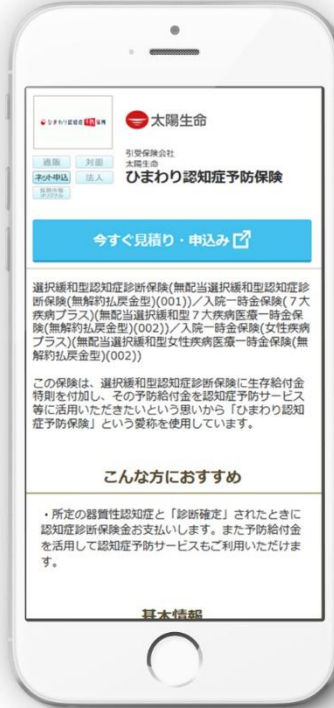 ひまわり認知症予防保険
太陽生命
通販
対面
ネット申込
法人
引受保険会社
太陽生命
ひまわり認知症予防保険
今すぐ見積り・申込み
選択緩和型認知症診断保険(無配当選択緩和型認知症診
断保険(無解約払戻金型)(001))／入院一時金保険(７大
疾病プラス)(無配当選択緩和型７大疾病医療一時金保
険(無解約払戻金型)(002))／入院一時金保険(女性疾病
プラス)(無配当選択緩和型女性疾病医療一時金保険(無
解約払戻金型)(002))
この保険は、選択緩和型認知症診断保険に生存給付金
特則を付加し、その予防給付金を認知症予防サービス
等に活用いただきたいという思いから「ひまわり認知
症予防保険」という愛称を使用しています。
こんな方におすすめ
・所定の器質性認知症と「診断確定」されたときに
認知症診断保険金お支払いします。また予防給付金
を活用して認知症予防サービスもご利用いただけま
す。
基本情報